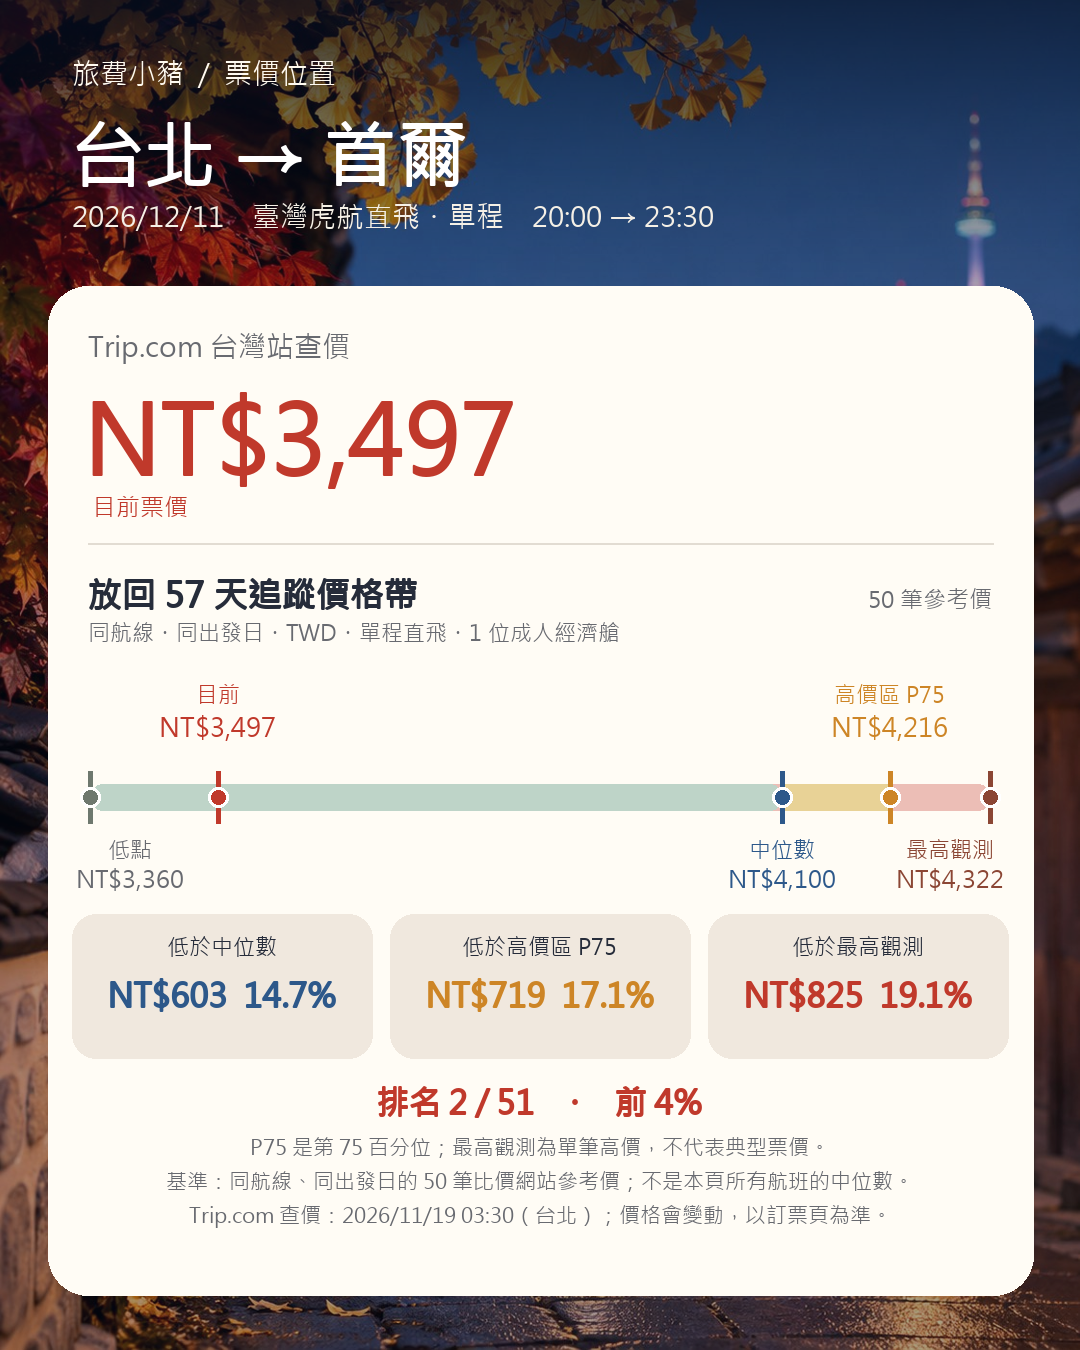 旅費小豬 / 票價位置
台北 → 首爾
2026/12/11 臺灣虎航直飛 · 單程 20:00 → 23:30
Trip.com 台灣站查價
NT$3,497
目前票價
放回 57 天追蹤價格帶
50 筆參考價
同航線 · 同出發日 · TWD · 單程直飛 · 1 位成人經濟艙
目前
NT$3,497
高價區 P75
NT$4,216
低點
NT$3,360
中位數
NT$4,100
最高觀測
NT$4,322
低於中位數
NT$603 14.7%
低於高價區 P75
NT$719 17.1%
低於最高觀測
NT$825 19.1%
排名 2 / 51 · 前 4%
P75 是第 75 百分位；最高觀測為單筆高價，不代表典型票價。
基準：同航線、同出發日的 50 筆比價網站參考價；不是本頁所有航班的中位數。
Trip.com 查價：2026/11/19 03:30（台北）；價格會變動，以訂票頁為準。